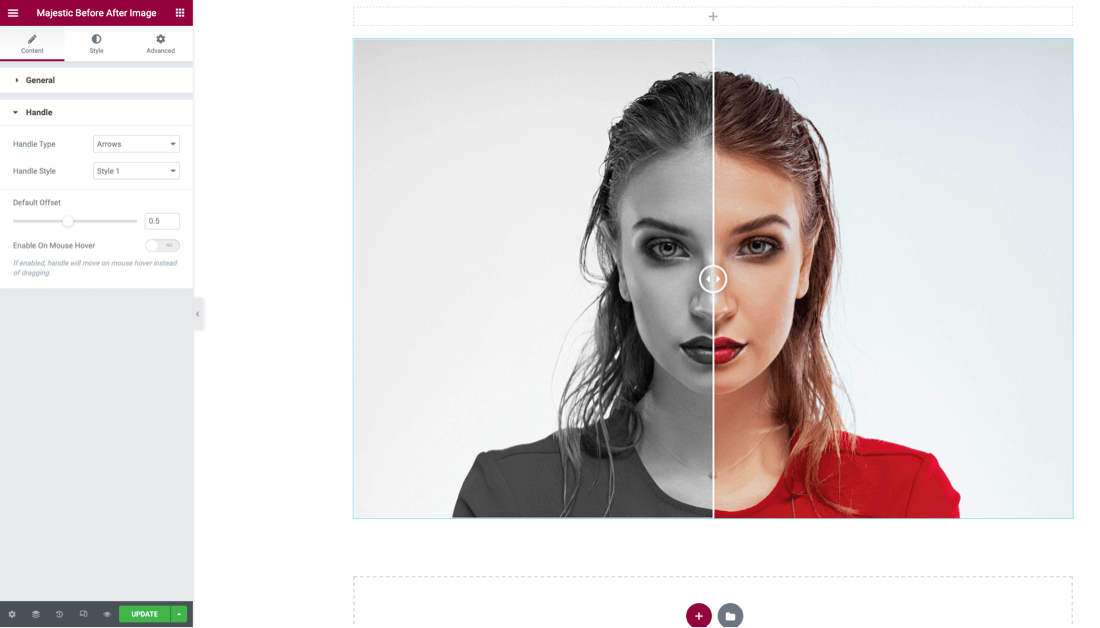 Majestic Before After Image
Content
Style
Advanced
General
Handle
Handle Type
Arrows
Handle Style
Style 1
Default Offset
0.5
Enable On Mouse Hover
NO
If enabled, handle will move on mouse hover instead
of dragging.
UPDATE